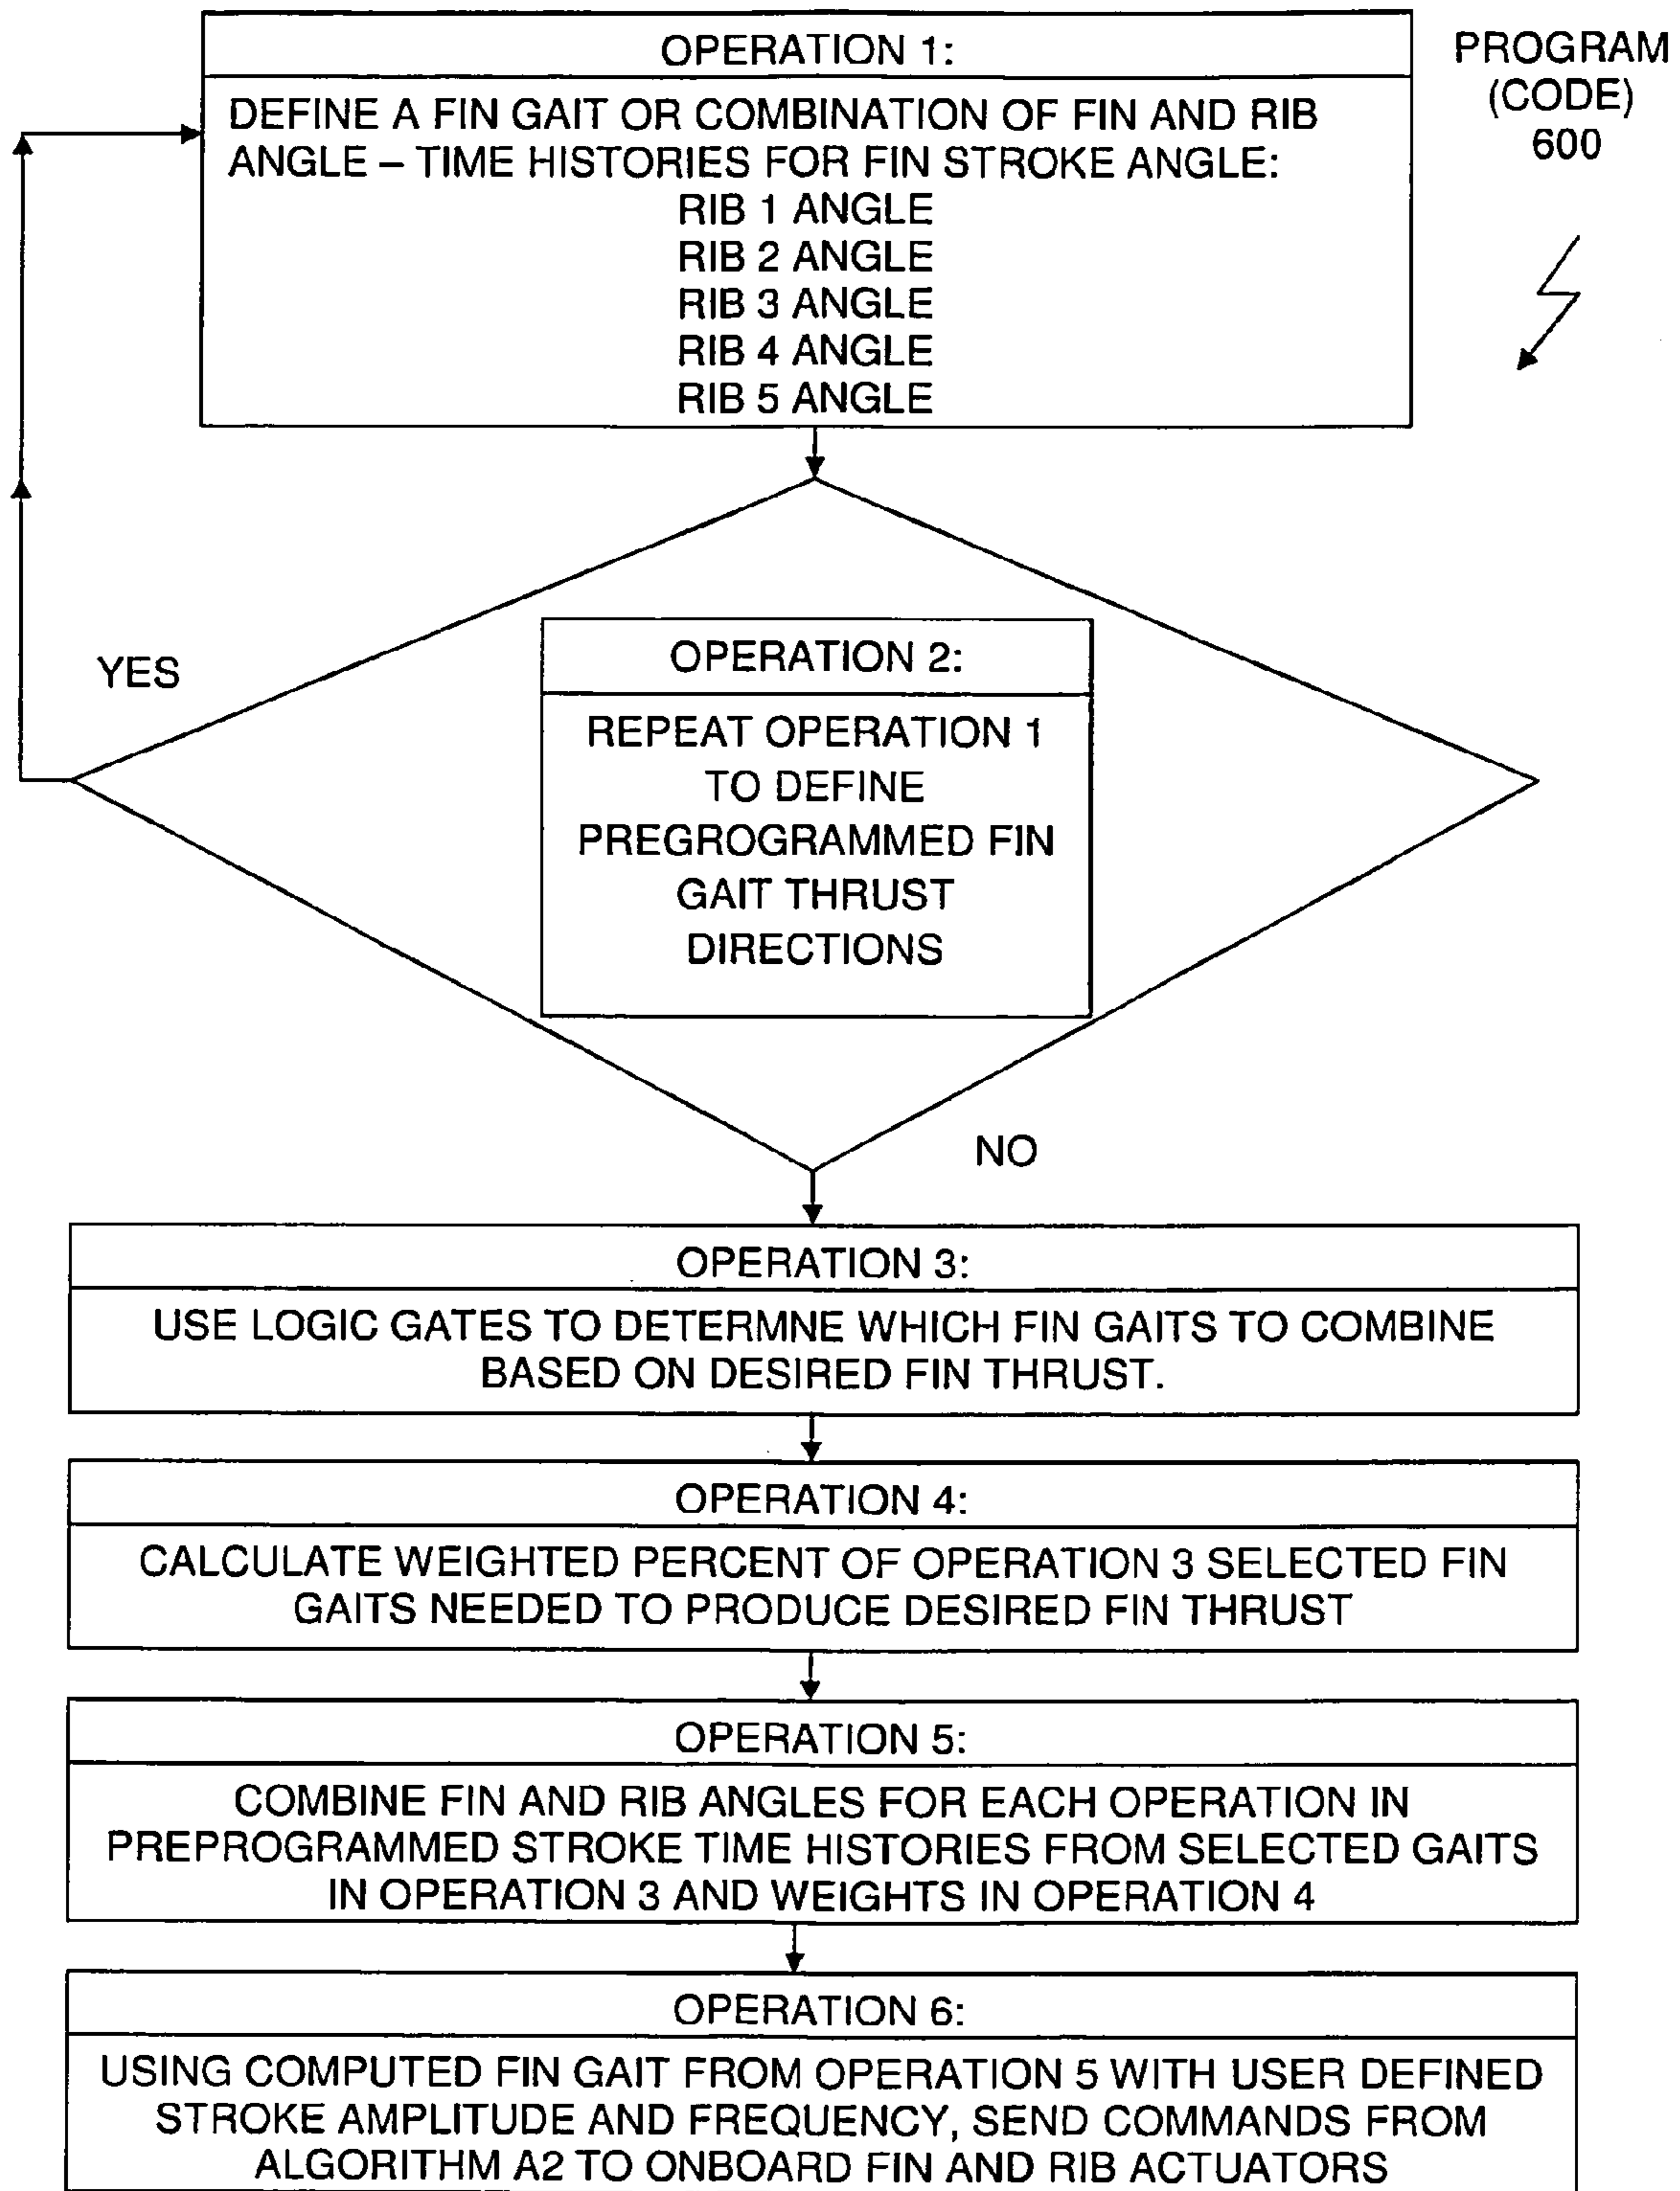 OPERATION 1:
DEFINE A FIN GAIT OR COMBINATION OF FIN AND RIB
ANGLE – TIME HISTORIES FOR FIN STROKE ANGLE:
RIB 1 ANGLE
RIB 2 ANGLE
RIB 3 ANGLE
RIB 4 ANGLE
RIB 5 ANGLE
PROGRAM
(CODE)
600
YES
OPERATION 2:
REPEAT OPERATION 1
TO DEFINE
PREGROGRAMMED FIN
GAIT THRUST
DIRECTIONS
NO
OPERATION 3:
USE LOGIC GATES TO DETERMNE WHICH FIN GAITS TO COMBINE
BASED ON DESIRED FIN THRUST.
OPERATION 4:
CALCULATE WEIGHTED PERCENT OF OPERATION 3 SELECTED FIN
GAITS NEEDED TO PRODUCE DESIRED FIN THRUST
OPERATION 5:
COMBINE FIN AND RIB ANGLES FOR EACH OPERATION IN
PREPROGRAMMED STROKE TIME HISTORIES FROM SELECTED GAITS
IN OPERATION 3 AND WEIGHTS IN OPERATION 4
OPERATION 6:
USING COMPUTED FIN GAIT FROM OPERATION 5 WITH USER DEFINED
STROKE AMPLITUDE AND FREQUENCY, SEND COMMANDS FROM
ALGORITHM A2 TO ONBOARD FIN AND RIB ACTUATORS